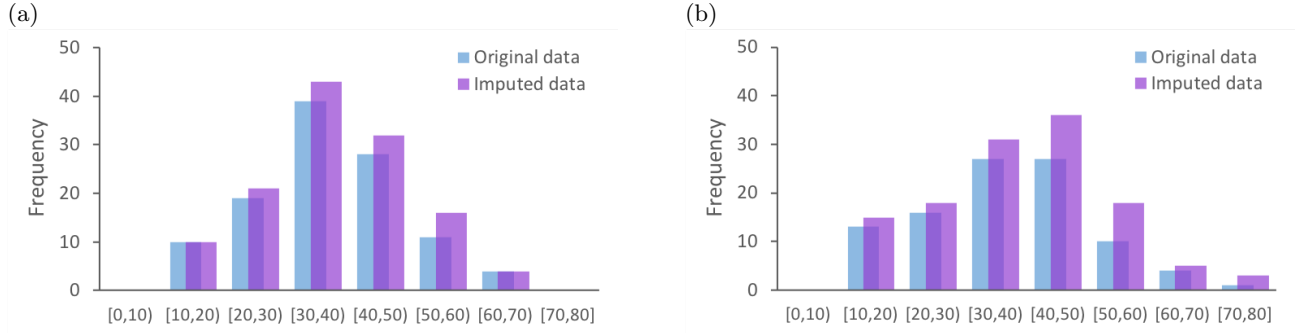 (a)
50
40
30
20
10
0
Frequency
Original data
Imputed data
[0,10) [10,20) [20,30) [30,40) [40,50) [50,60) [60,70) [70,80]
(b)
50
40
30
20
10
0
Frequency
Original data
Imputed data
[0,10) [10,20) [20,30) [30,40) [40,50) [50,60) [60,70) [70,80]